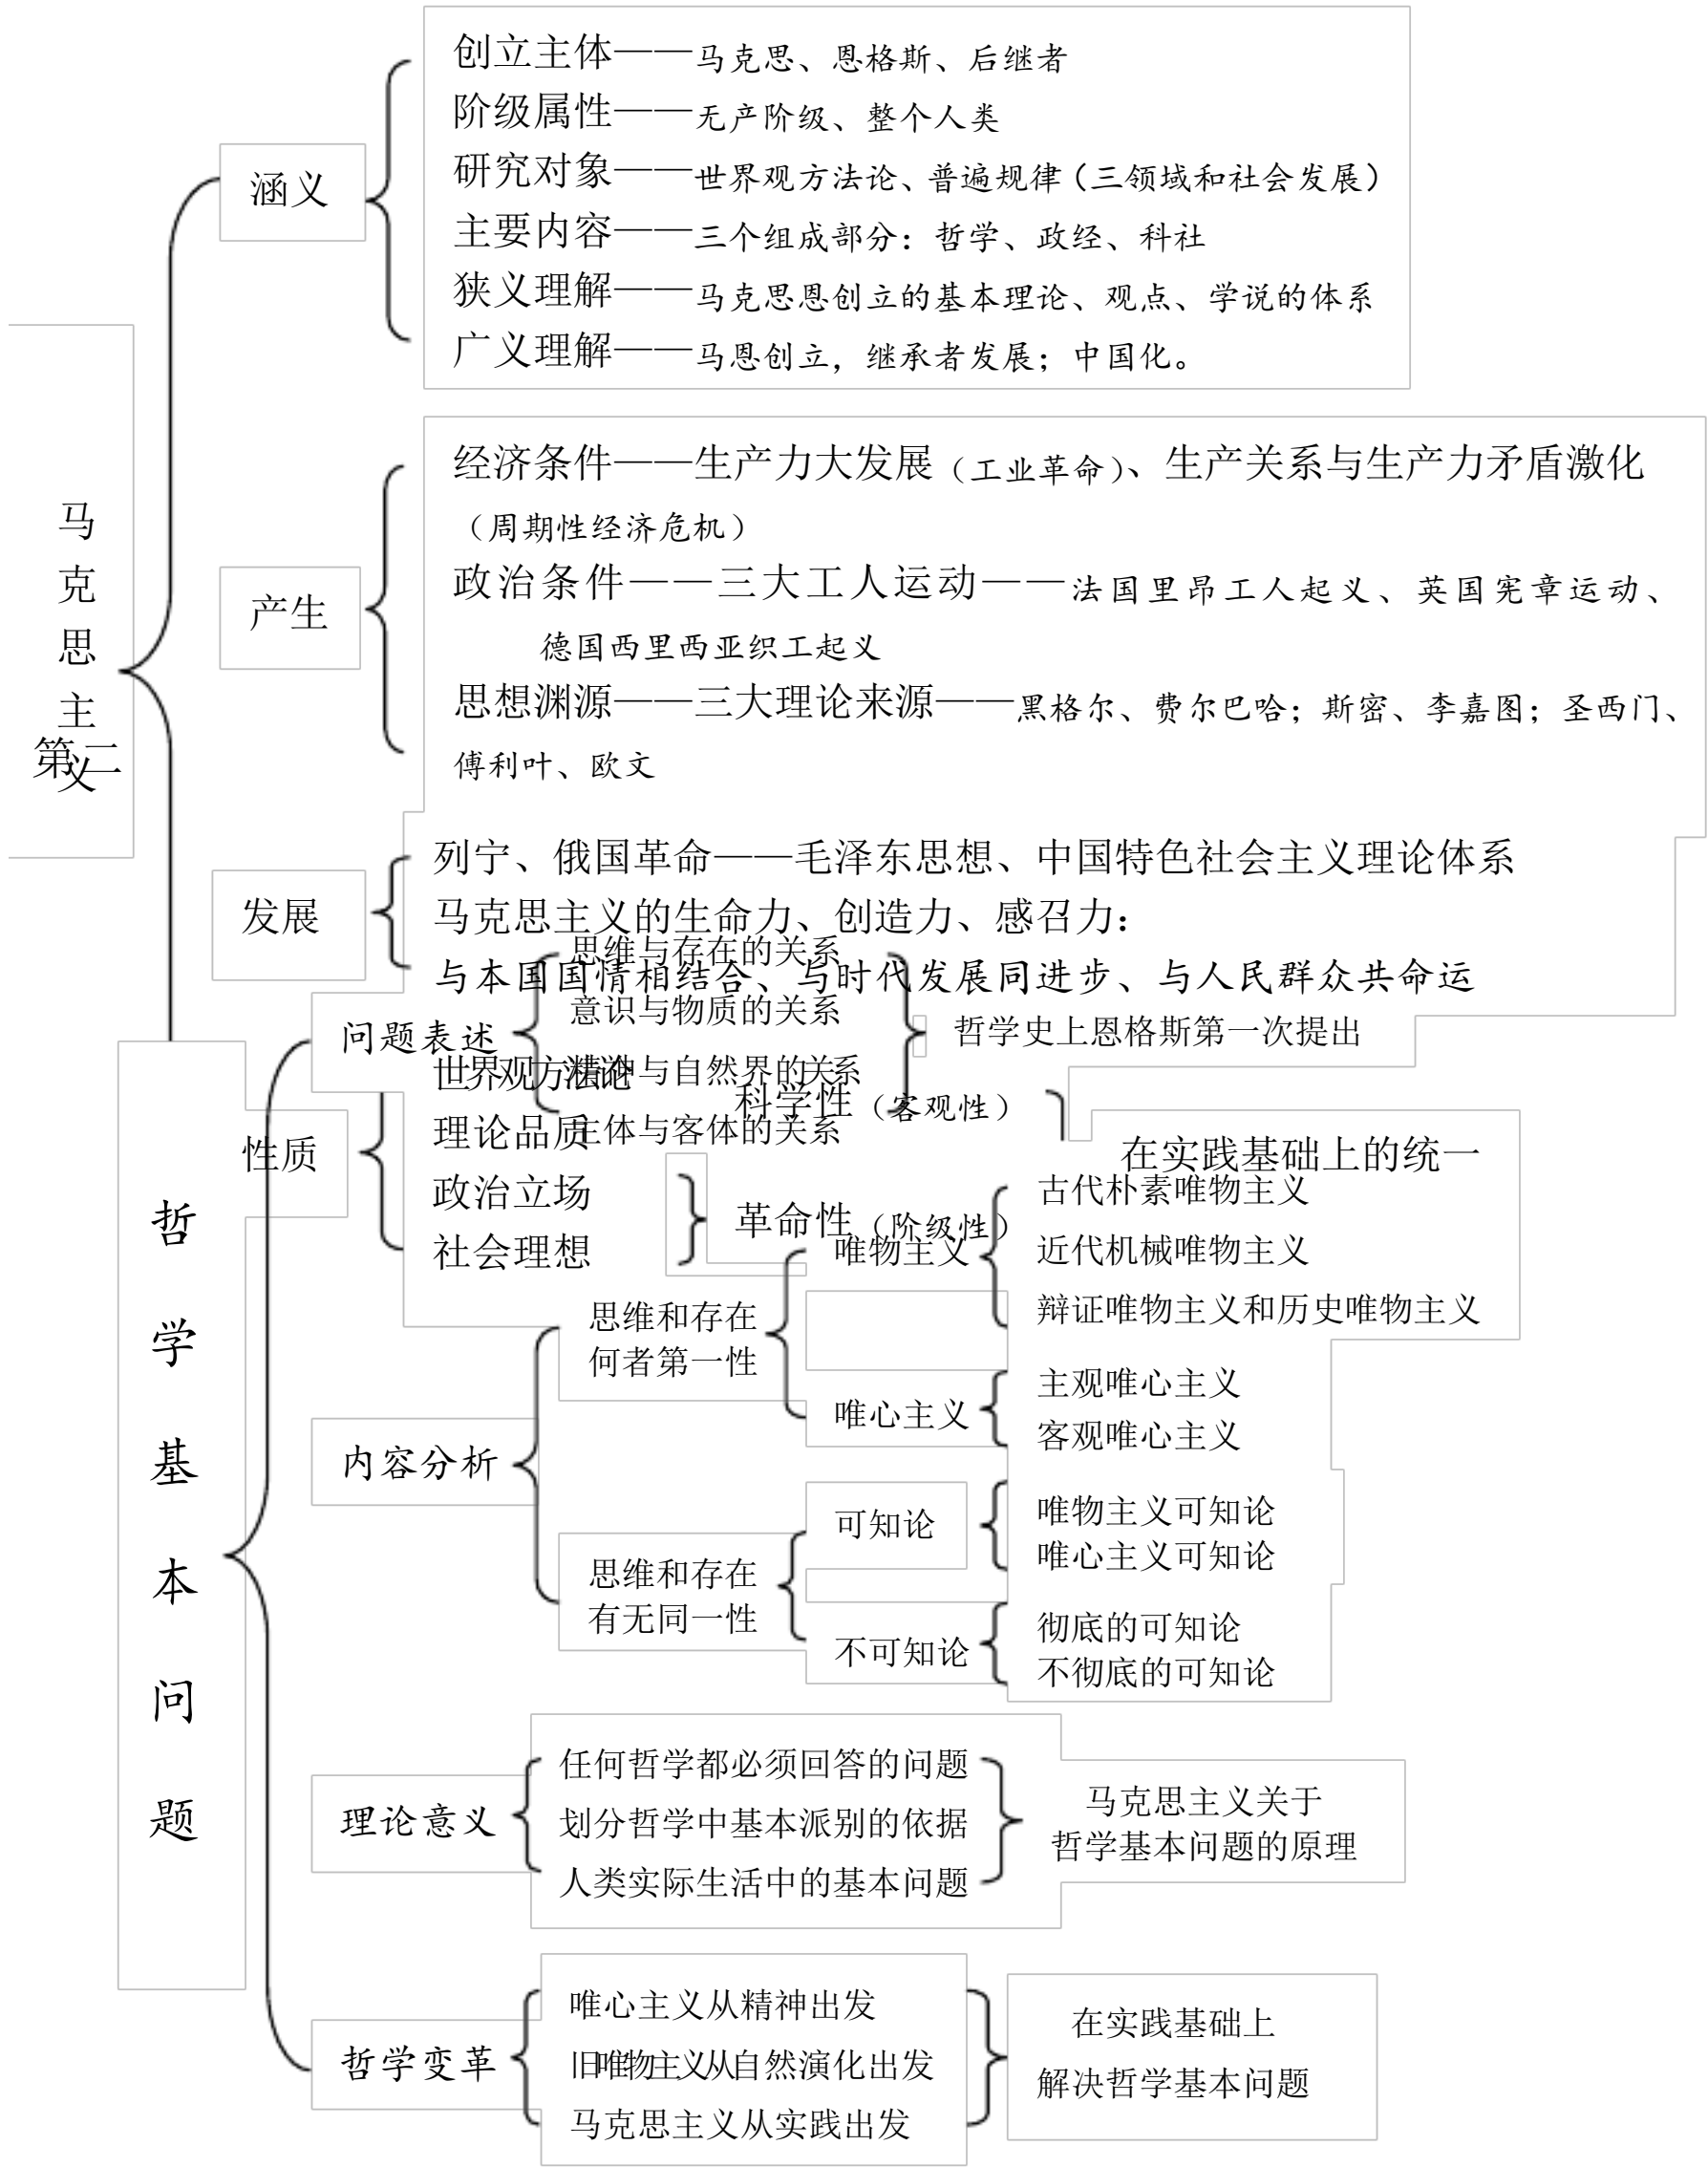 创立主体——马克思、恩格斯、后继者
阶级属性——无产阶级、整个人类
研究对象——世界观方法论、普遍规律（三领域和社会发展）
主要内容——三个组成部分：哲学、政经、科社
狭义理解——马克思恩创立的基本理论、观点、学说的体系
广义理解——马恩创立，继承者发展；中国化。
涵义
经济条件——生产力大发展（工业革命）、生产关系与生产力矛盾激化
（周期性经济危机）
政治条件——三大工人运动——法国里昂工人起义、英国宪章运动、
德国西里西亚织工起义
思想渊源——三大理论来源——黑格尔、费尔巴哈；斯密、李嘉图；圣西门、
傅利叶、欧文
产生
马克思主义
第二
列宁、俄国革命——毛泽东思想、中国特色社会主义理论体系
马克思主义的生命力、创造力、感召力：
与本国国情相结合、与时代发展同进步、与人民群众共命运
发展
世界观方法论
理论品质
政治立场
社会理想
性质
科学性（客观性）
革命性（阶级性）
在实践基础上的统一
哲学基本问题
问题表述
思维与存在的关系
意识与物质的关系
精神与自然界的关系
主体与客体的关系
哲学史上恩格斯第一次提出
内容分析
思维和存在
何者第一性
唯物主义
古代朴素唯物主义
近代机械唯物主义
辩证唯物主义和历史唯物主义
唯心主义
主观唯心主义
客观唯心主义
思维和存在
有无同一性
可知论
唯物主义可知论
唯心主义可知论
不可知论
彻底的可知论
不彻底的可知论
理论意义
任何哲学都必须回答的问题
划分哲学中基本派别的依据
人类实际生活中的基本问题
马克思主义关于
哲学基本问题的原理
哲学变革
唯心主义从精神出发
旧唯物主义从自然演化出发
马克思主义从实践出发
在实践基础上
解决哲学基本问题